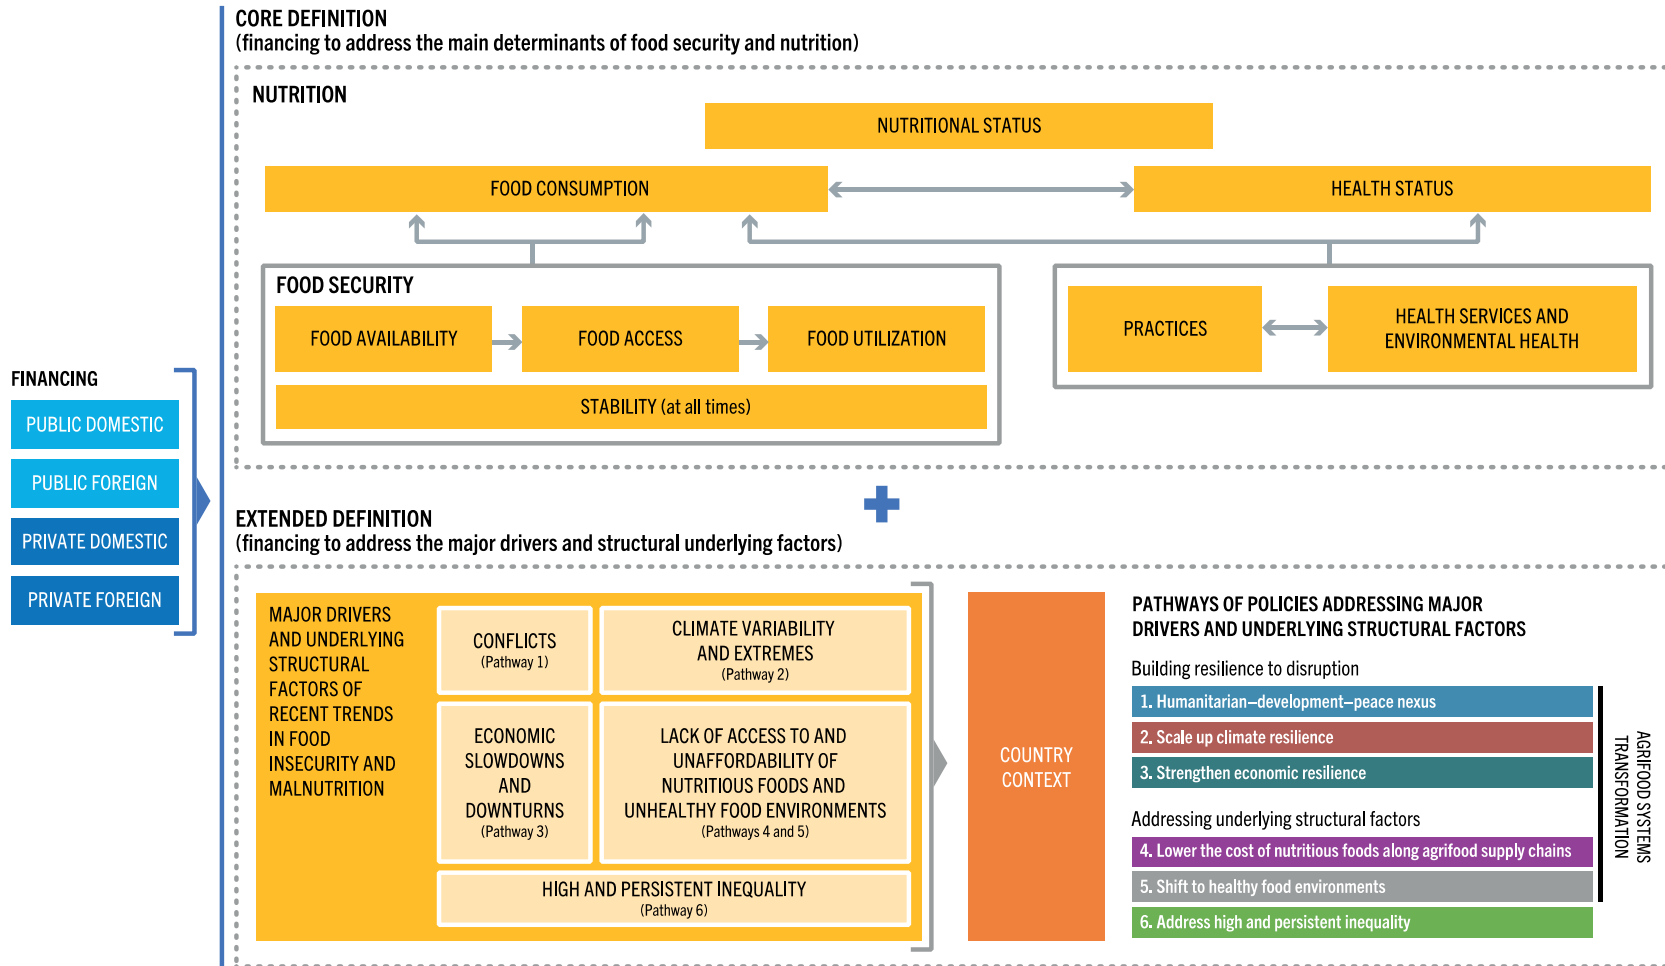 CORE DEFINITION
(financing to address the main determinants of food security and nutrition)
NUTRITION
NUTRITIONAL STATUS
FOOD CONSUMPTION
HEALTH STATUS
FOOD SECURITY
FOOD AVAILABILITY
FOOD ACCESS
FOOD UTILIZATION
STABILITY (at all times)
PRACTICES
HEALTH SERVICES AND
ENVIRONMENTAL HEALTH
FINANCING
PUBLIC DOMESTIC
PUBLIC FOREIGN
PRIVATE DOMESTIC
PRIVATE FOREIGN
EXTENDED DEFINITION
(financing to address the major drivers and structural underlying factors)
MAJOR DRIVERS
AND UNDERLYING
STRUCTURAL
FACTORS OF
RECENT TRENDS
IN FOOD
INSECURITY AND
MALNUTRITION
CONFLICTS
(Pathway 1)
CLIMATE VARIABILITY
AND EXTREMES
(Pathway 2)
ECONOMIC
SLOWDOWNS
AND
DOWNTURNS
(Pathway 3)
LACK OF ACCESS TO AND
UNAFFORDABILITY OF
NUTRITIOUS FOODS AND
UNHEALTHY FOOD ENVIRONMENTS
(Pathways 4 and 5)
HIGH AND PERSISTENT INEQUALITY
(Pathway 6)
COUNTRY
CONTEXT
PATHWAYS OF POLICIES ADDRESSING MAJOR
DRIVERS AND UNDERLYING STRUCTURAL FACTORS
Building resilience to disruption
1. Humanitarian–development–peace nexus
2. Scale up climate resilience
3. Strengthen economic resilience
Addressing underlying structural factors
4. Lower the cost of nutritious foods along agrifood supply chains
5. Shift to healthy food environments
6. Address high and persistent inequality
AGRIFOOD SYSTEMS
TRANSFORMATION